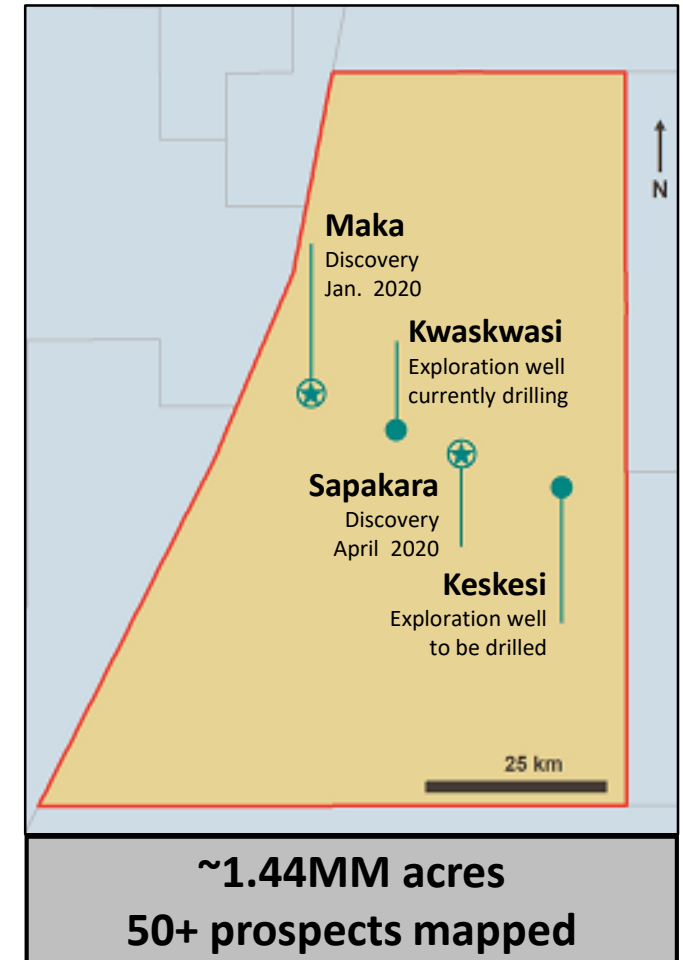 N
Maka
Discovery
Jan. 2020
Kwaskwasi
Exploration well
currently drilling
Sapakara
Discovery
April 2020
Keskesi
Exploration well
to be drilled
25 km
~1.44MM acres
50+ prospects mapped